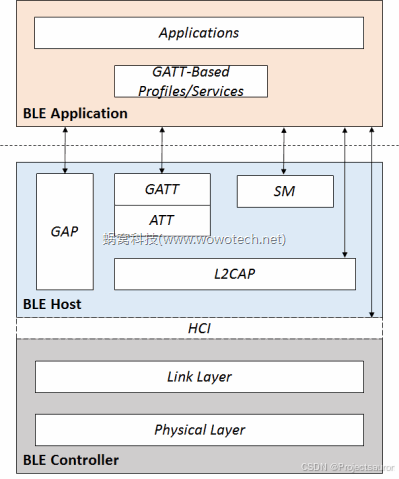 Applications
GATT-Based
Profiles/Services
BLE Application
GATT
SM
ATT
GAP
蜗窝科技(www.wowotech.net)
L2CAP
BLE Host
HCI
Link Layer
Physical Layer
BLE Controller
CSDN @Projectsauror